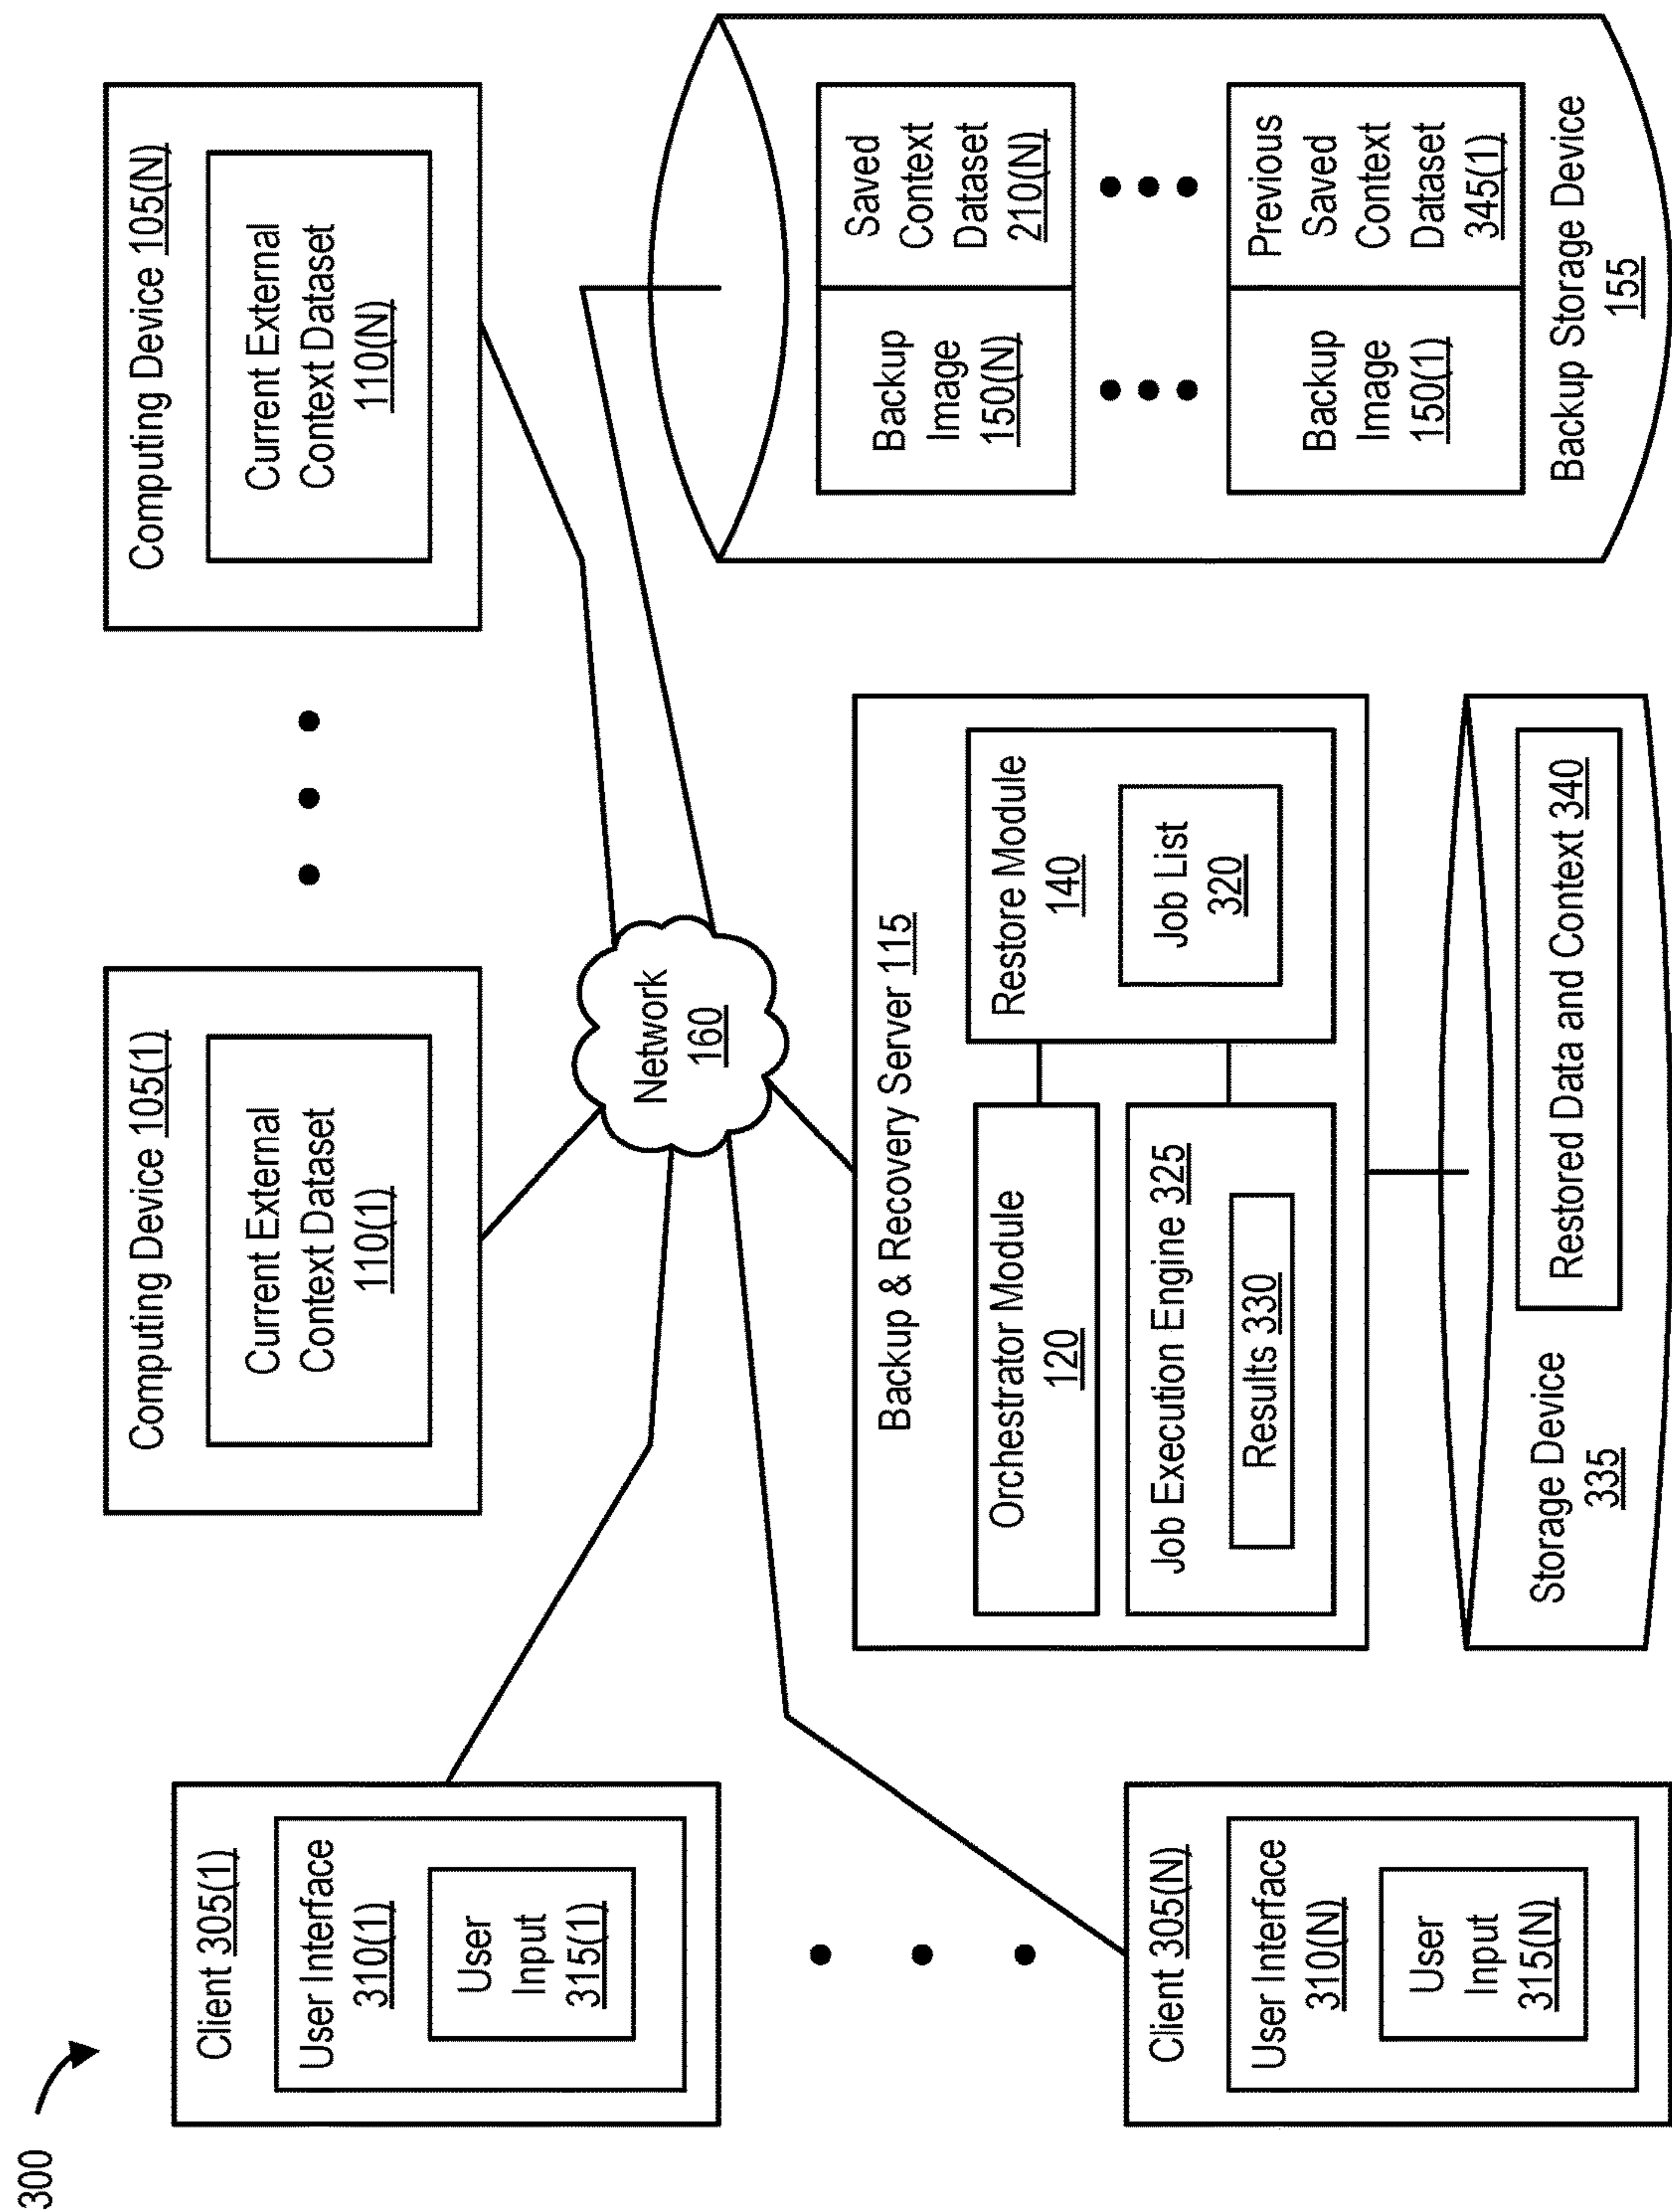 300
Client 305(1)
User Interface
310(1)
User
Input
315(1)
Client 305(N)
User Interface
310(N)
User
Input
315(N)
Computing Device 105(1)
Current External
Context Dataset
110(1)
Computing Device 105(N)
Current External
Context Dataset
110(N)
Network
160
Backup & Recovery Server 115
Orchestrator Module
120
Job Execution Engine 325
Results 330
Restore Module
140
Job List
320
Storage Device
335
Restored Data and Context 340
Backup
Image
150(N)
Saved
Context
Dataset
210(N)
Backup
Image
150(1)
Previous
Saved
Context
Dataset
345(1)
Backup Storage Device
155